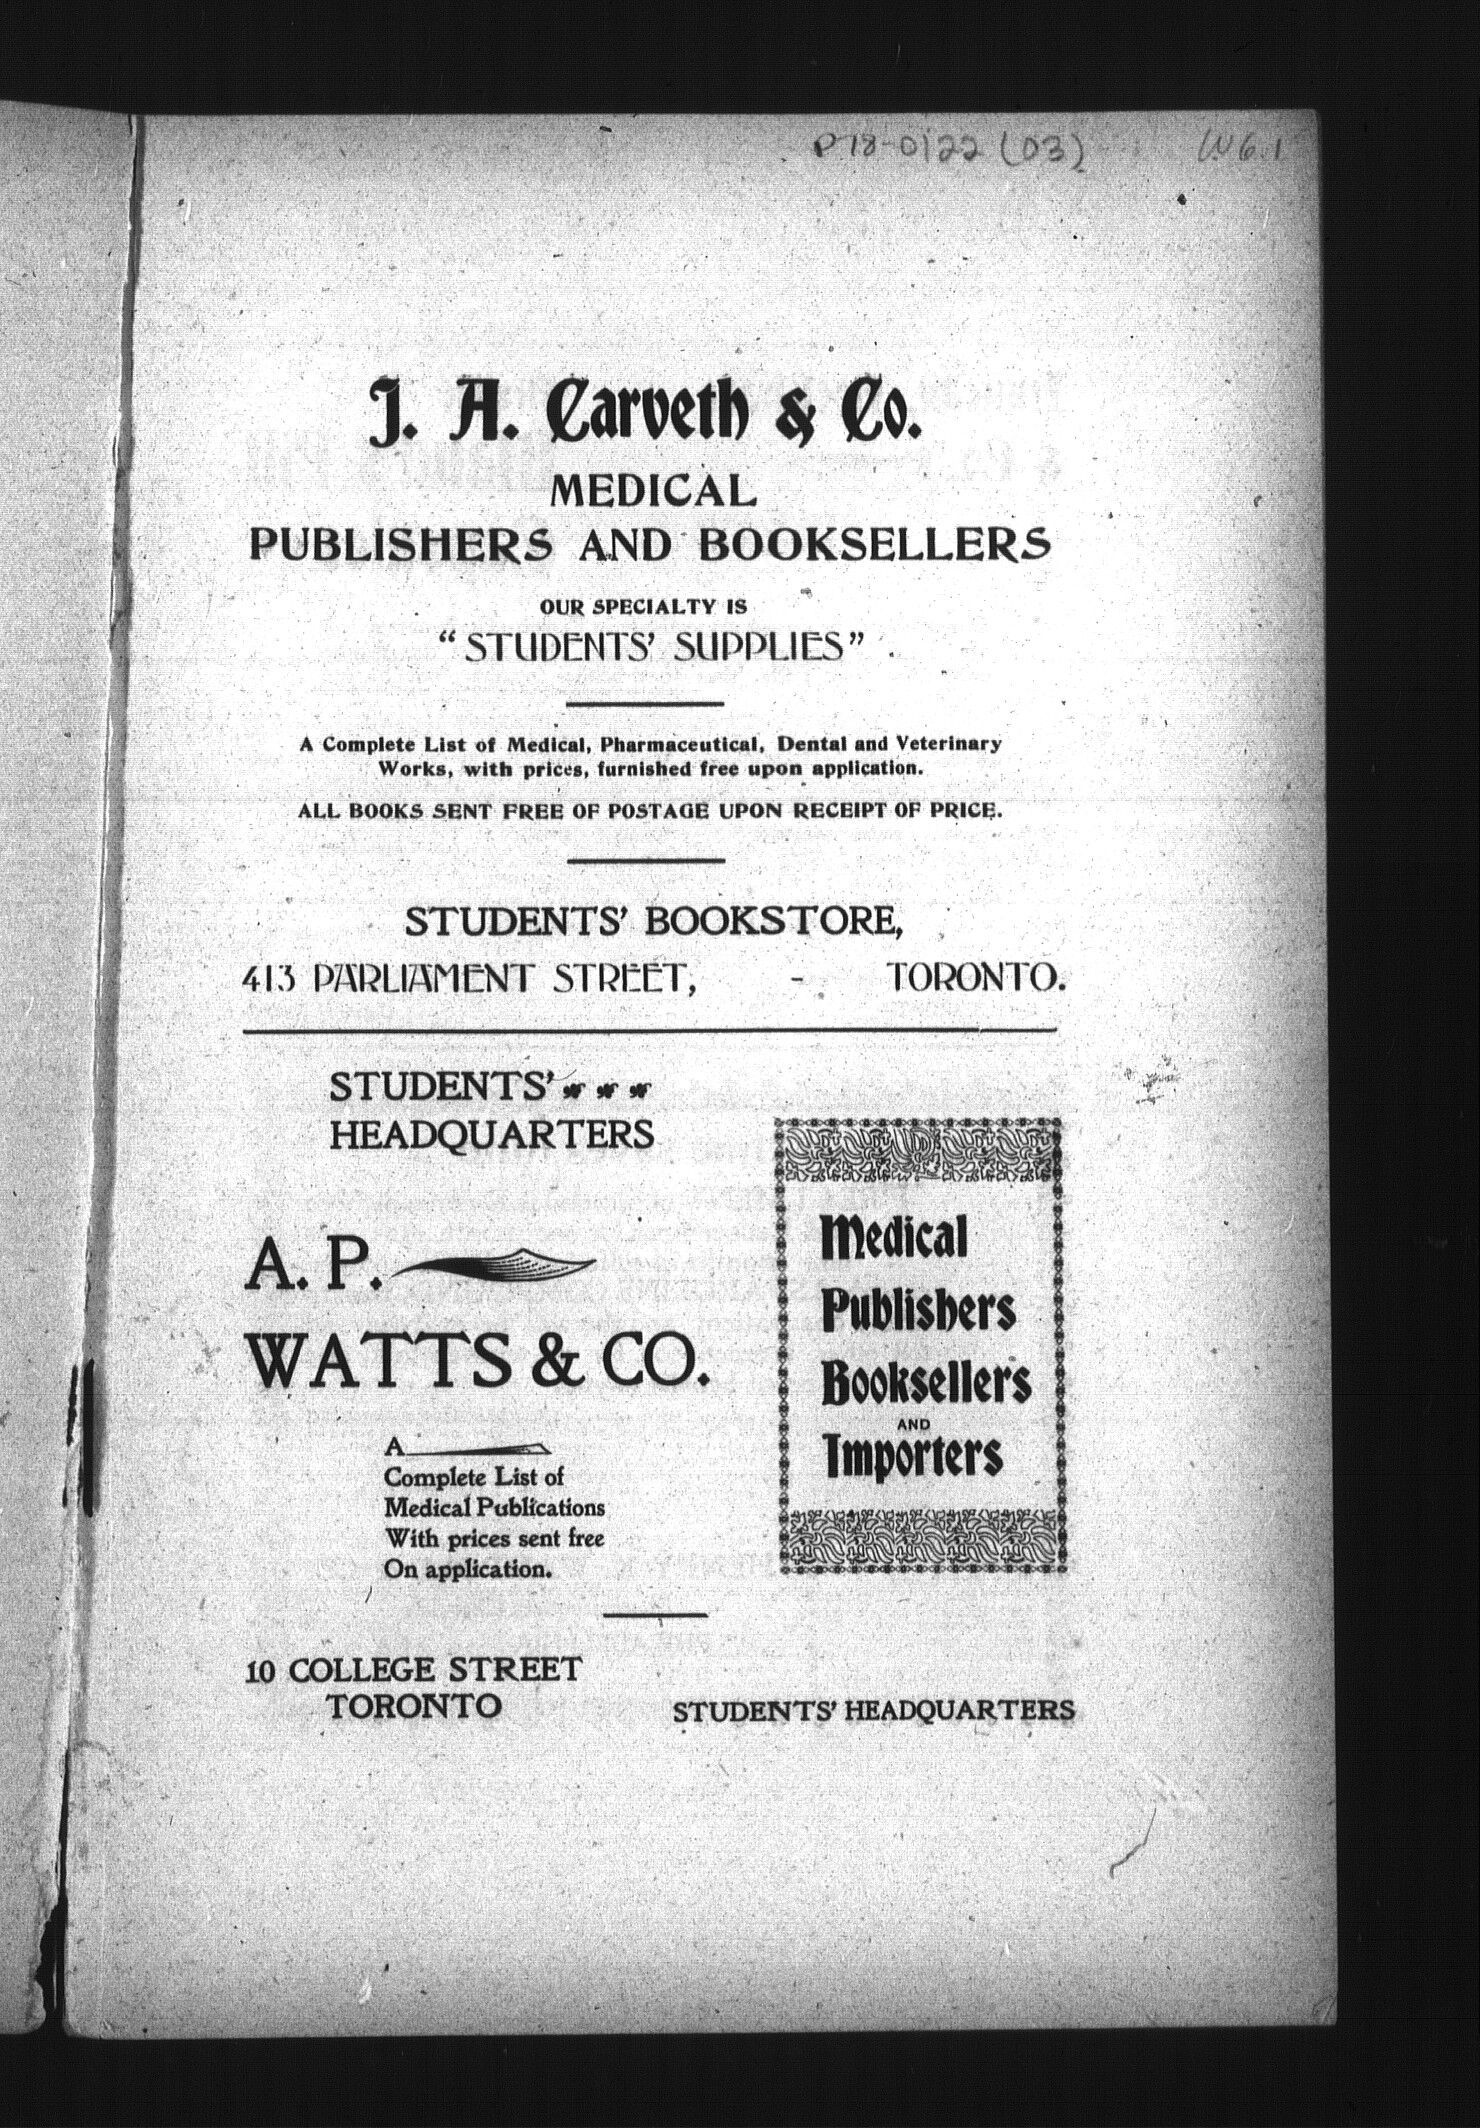 P78-0122 (03) W6.1
J. A. Carveth & Co.
MEDICAL
PUBLISHERS AND BOOKSELLERS
OUR SPECIALTY IS
"STUDENTS' SUPPLIES"
A Complete List of Medical, Pharmaceutical, Dental and Veterinary
Works, with prices, furnished free upon application.
ALL BOOKS SENT FREE OF POSTAGE UPON RECEIPT OF PRICE.
STUDENTS' BOOKSTORE,
413 PARLIAMENT STREET, - TORONTO.
STUDENTS'
HEADQUARTERS
A. P.
WATTS & CO.
A
Complete List of
Medical Publications
With prices sent free
On application.
Medical
Publishers
Booksellers
AND
Importers
10 COLLEGE STREET
TORONTO
STUDENTS' HEADQUARTERS